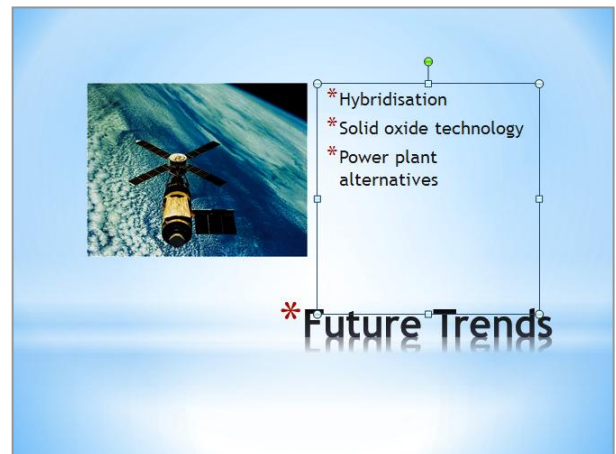 *Hybridisation
*Solid oxide technology
*Power plant
alternatives
*Future Trends